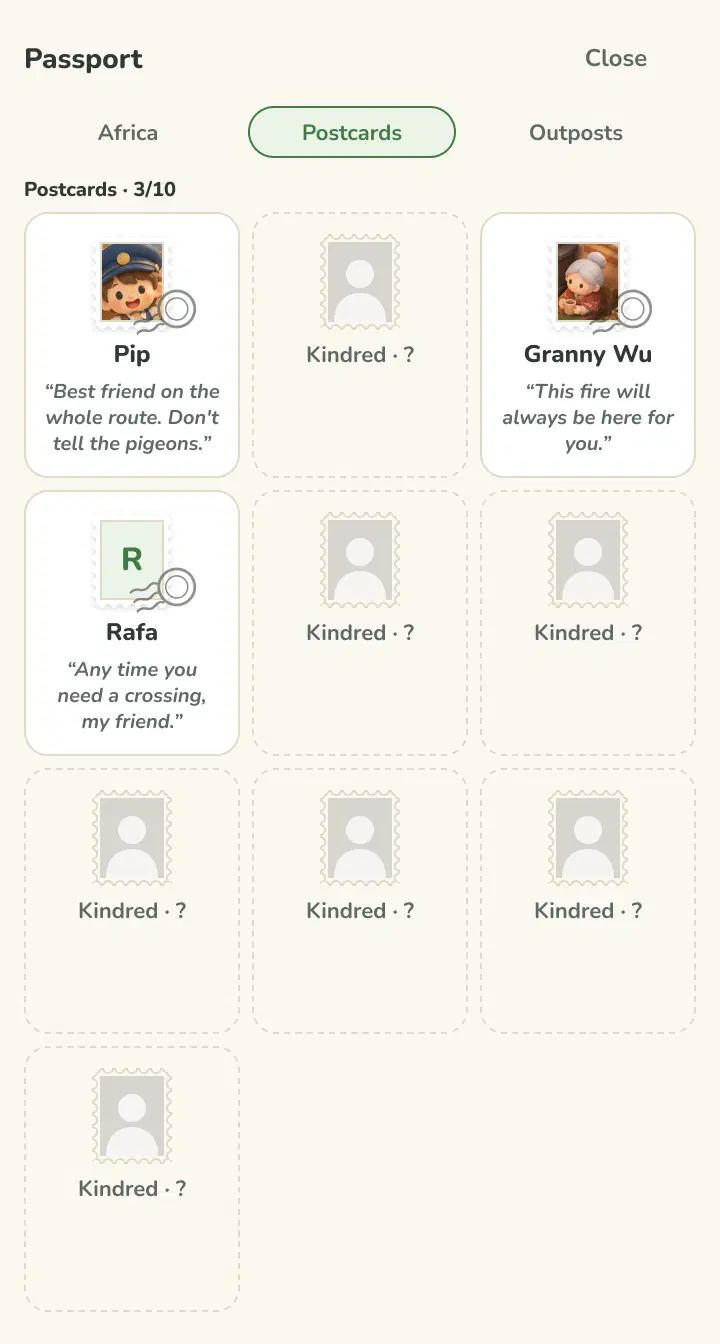 Passport
Close
Africa
Postcards
Outposts
Postcards · 3/10
Pip
“Best friend on the
whole route. Don't
tell the pigeons.”
Kindred · ?
Granny Wu
“This fire will
always be here for
you.”
R
Rafa
“Any time you
need a crossing,
my friend.”
Kindred · ?
Kindred · ?
Kindred · ?
Kindred · ?
Kindred · ?
Kindred · ?